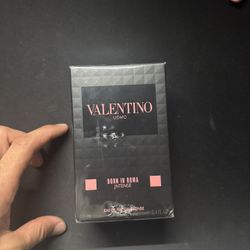 VALENTINO
UOMO
BORN IN ROMA
INTENSE